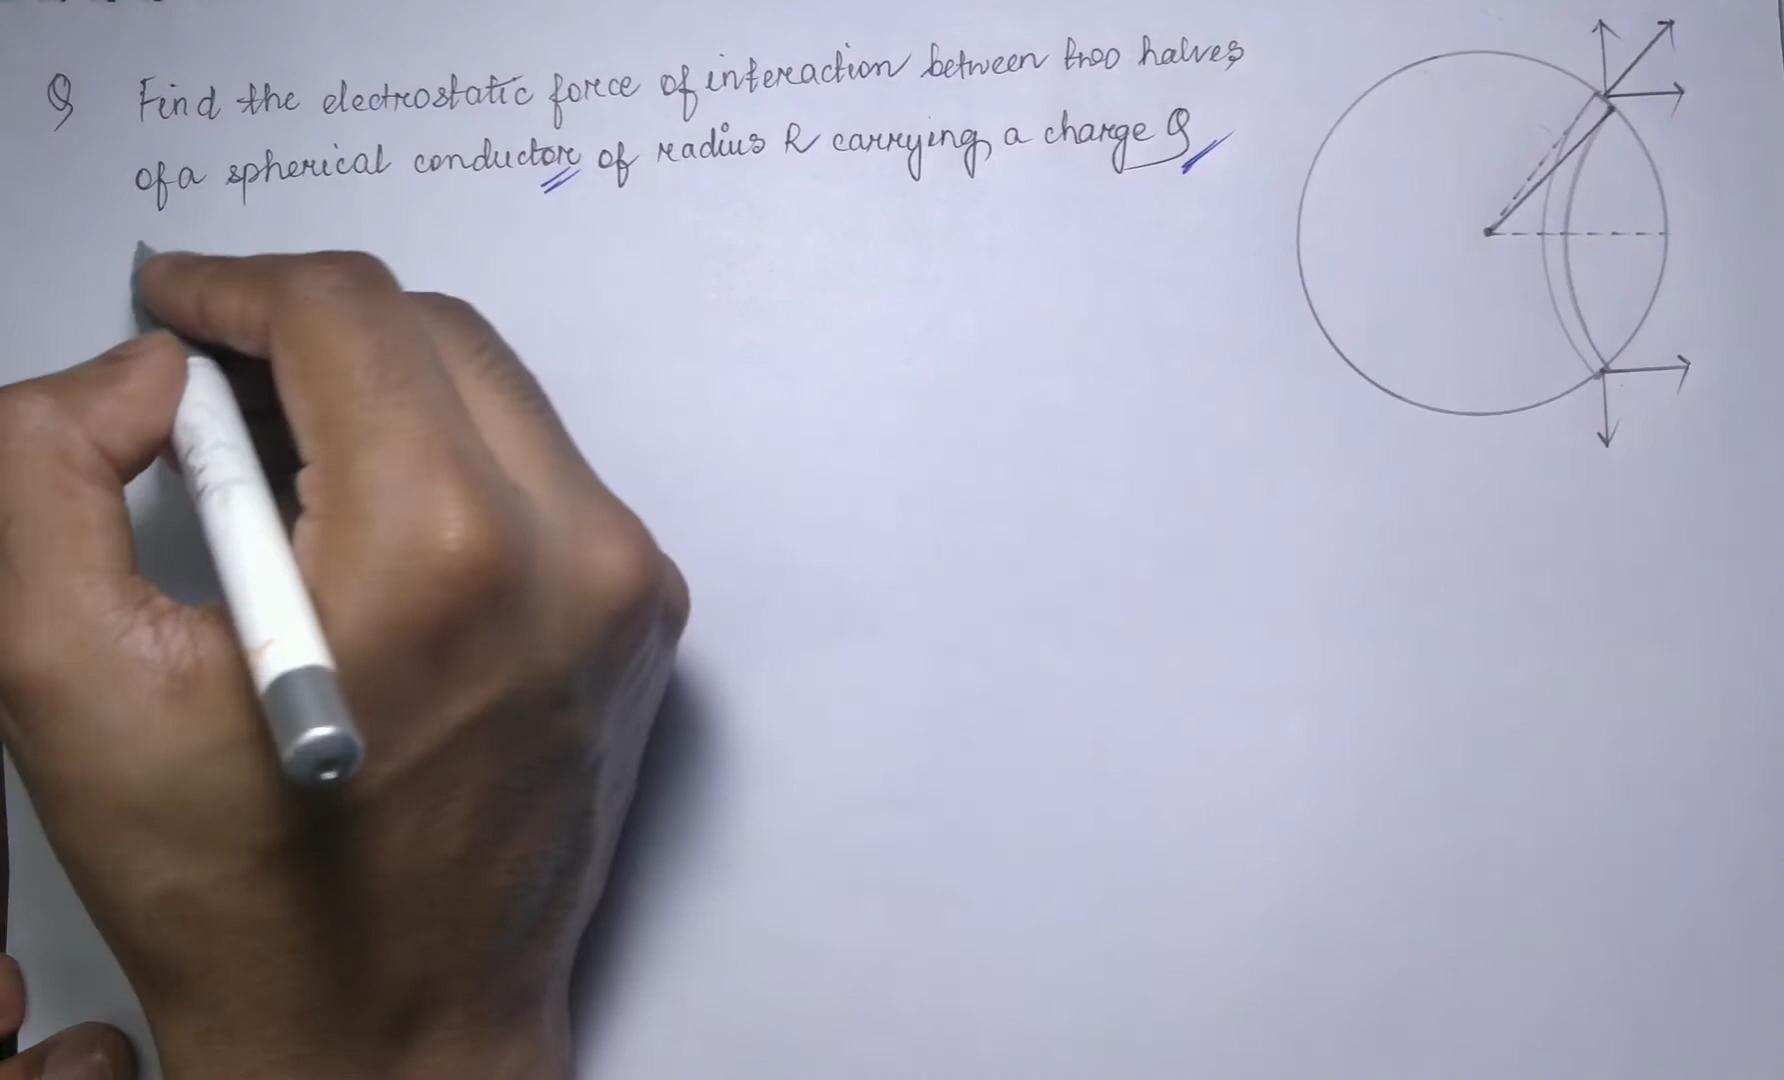 Q Find the electrostatic force of interaction between two halves
of a spherical conductor of radius R carrying a charge Q